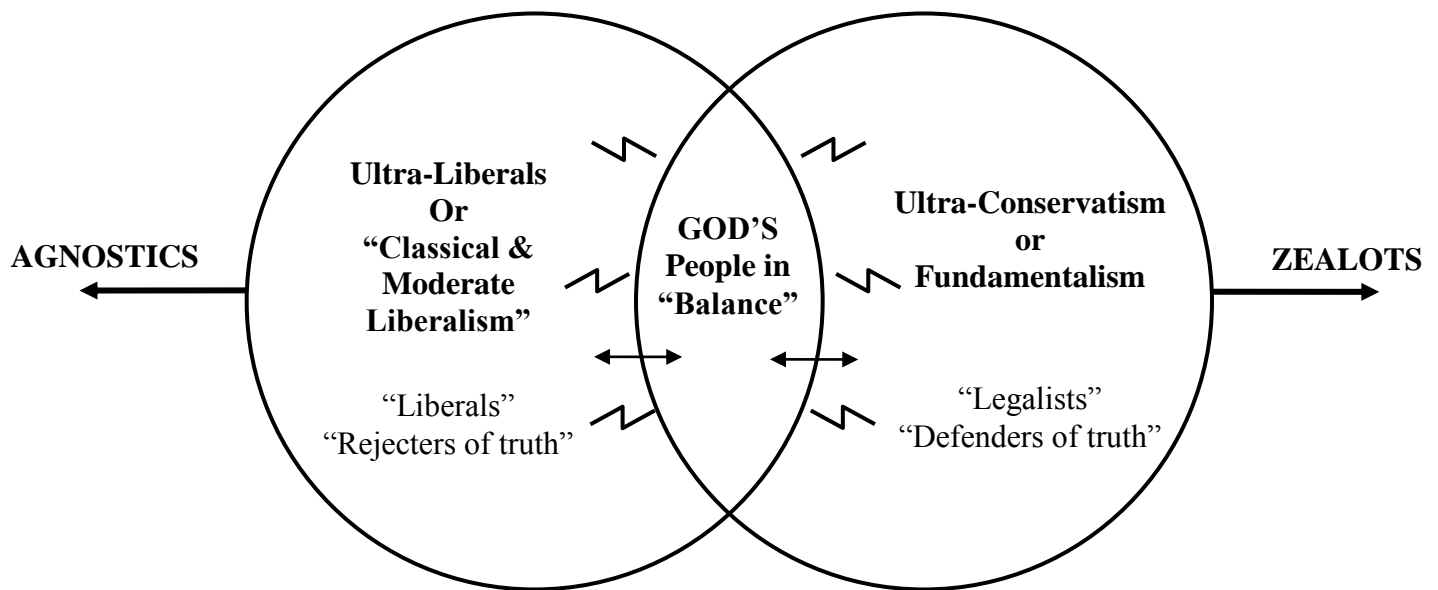 AGNOSTICS
Ultra-Liberals
Or
“Classical &
Moderate
Liberalism”
“Liberals”
“Rejecters of truth”
GOD’S
People in
“Balance”
Ultra-Conservatism
or
Fundamentalism
“Legalists”
“Defenders of truth”
ZEALOTS